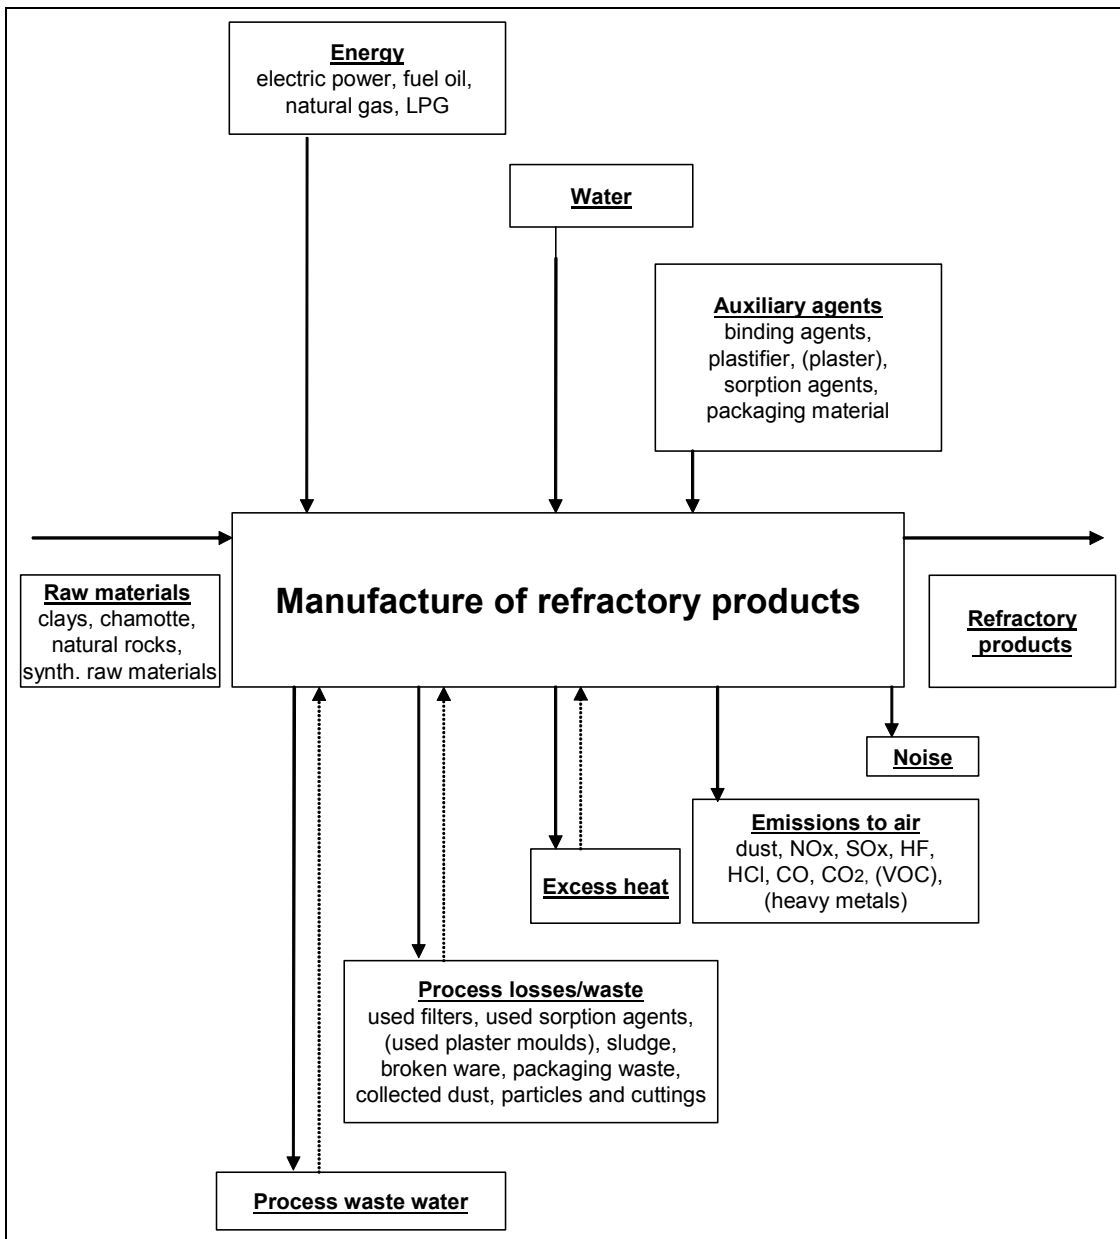 Energy
electric power, fuel oil,
natural gas, LPG
Water
Auxiliary agents
binding agents,
plastifier, (plaster),
sorption agents,
packaging material
Raw materials
clays, chamotte,
natural rocks,
synth. raw materials
Manufacture of refractory products
Refractory
products
Noise
Emissions to air
dust, NOx, SOx, HF,
HCl, CO, CO2, (VOC),
(heavy metals)
Excess heat
Process losses/waste
used filters, used sorption agents,
(used plaster moulds), sludge,
broken ware, packaging waste,
collected dust, particles and cuttings
Process waste water